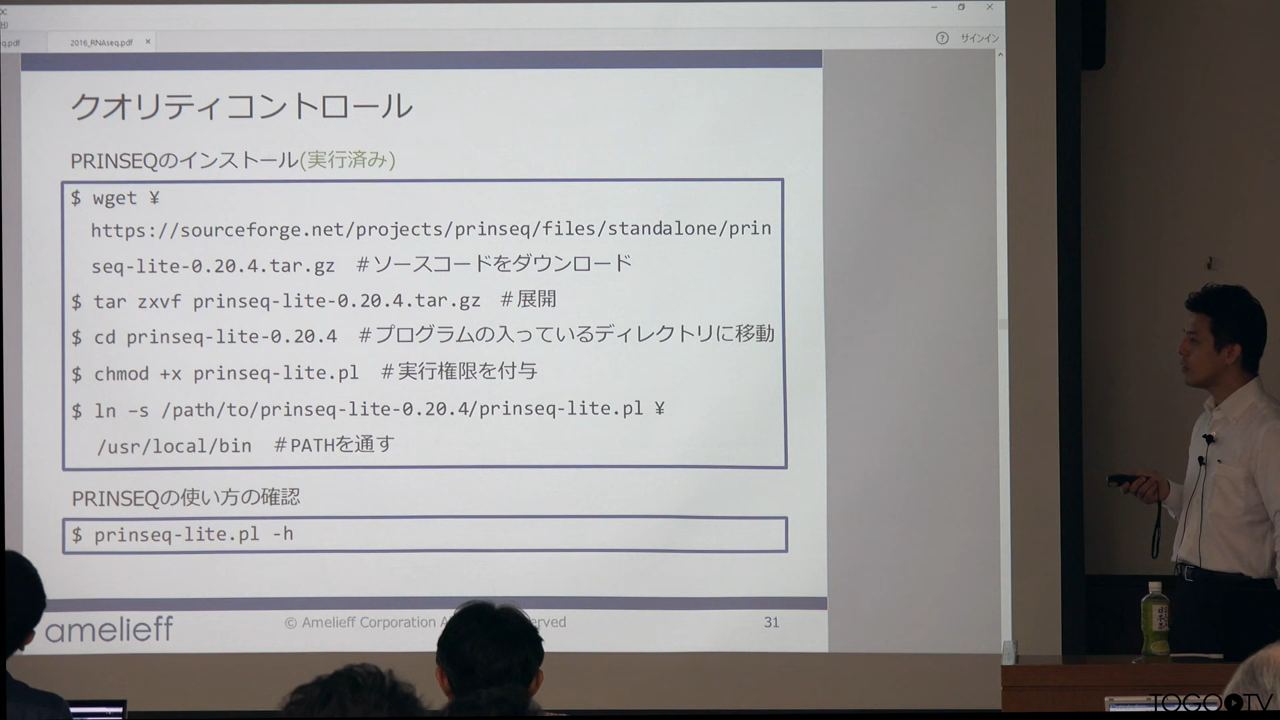 q.pdf
2016_RNAseq.pdf ×
? サインイン
クオリティコントロール
PRINSEQのインストール(実行済み)
$ wget ¥
https://sourceforge.net/projects/prinseq/files/standalone/prin
seq-lite-0.20.4.tar.gz #ソースコードをダウンロード
$ tar zxvf prinseq-lite-0.20.4.tar.gz #展開
$ cd prinseq-lite-0.20.4 #プログラムの入っているディレクトリに移動
$ chmod +x prinseq-lite.pl #実行権限を付与
$ ln –s /path/to/prinseq-lite-0.20.4/prinseq-lite.pl ¥
/usr/local/bin #PATHを通す
PRINSEQの使い方の確認
$ prinseq-lite.pl -h
amelieff
© Amelieff Corporation A erved
31
TOGO TV